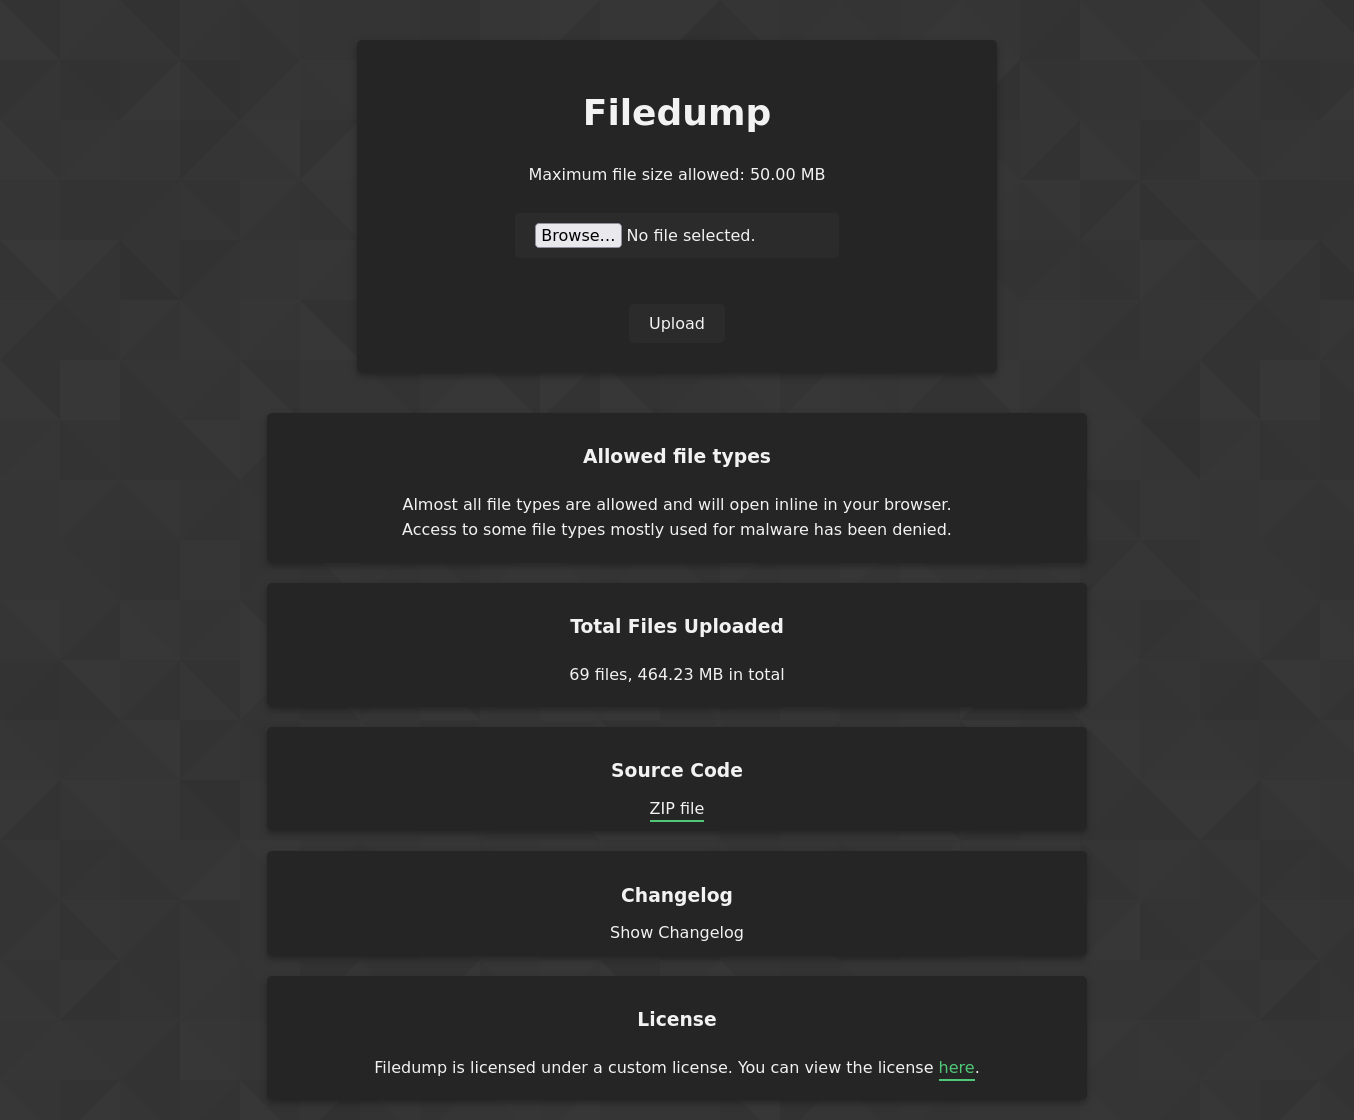 Filedump
Maximum file size allowed: 50.00 MB
Browse... No file selected.
Upload
Allowed file types
Almost all file types are allowed and will open inline in your browser.
Access to some file types mostly used for malware has been denied.
Total Files Uploaded
69 files, 464.23 MB in total
Source Code
ZIP file
Changelog
Show Changelog
License
Filedump is licensed under a custom license. You can view the license here.